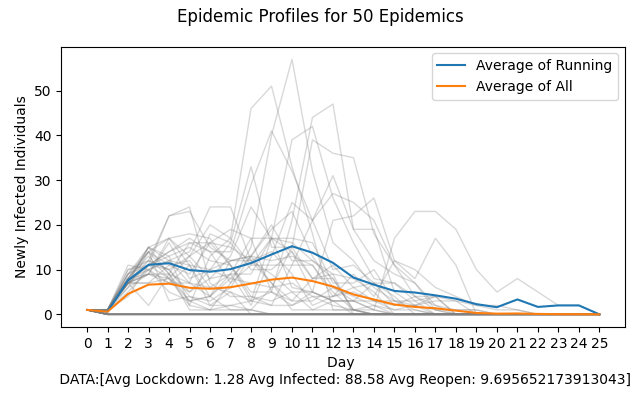 Epidemic Profiles for 50 Epidemics
Newly Infected Individuals
50
40
30
20
10
0
Average of Running
Average of All
0 1 2 3 4 5 6 7 8 9 10 11 12 13 14 15 16 17 18 19 20 21 22 23 24 25
Day
DATA:[Avg Lockdown: 1.28 Avg Infected: 88.58 Avg Reopen: 9.695652173913043]